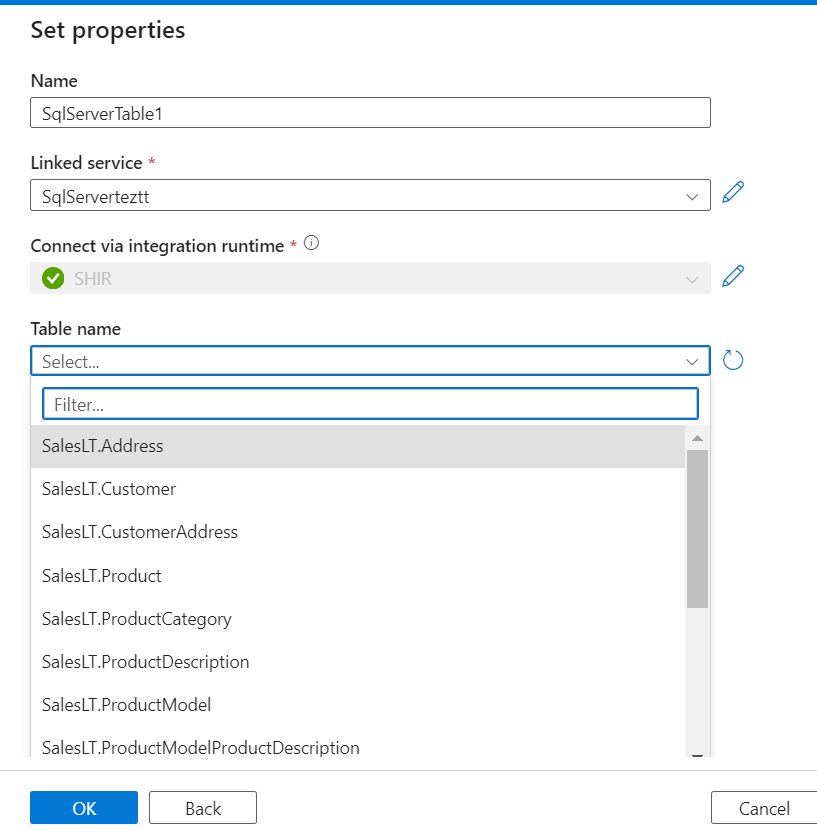 Set properties
Name
SqlServerTable1
Linked service *
SqlServerteztt
Connect via integration runtime *
SHIR
Table name
Select...
Filter...
SalesLT.Address
SalesLT.Customer
SalesLT.CustomerAddress
SalesLT.Product
SalesLT.ProductCategory
SalesLT.ProductDescription
SalesLT.ProductModel
SalesLT.ProductModelProductDescription
OK Back Cancel